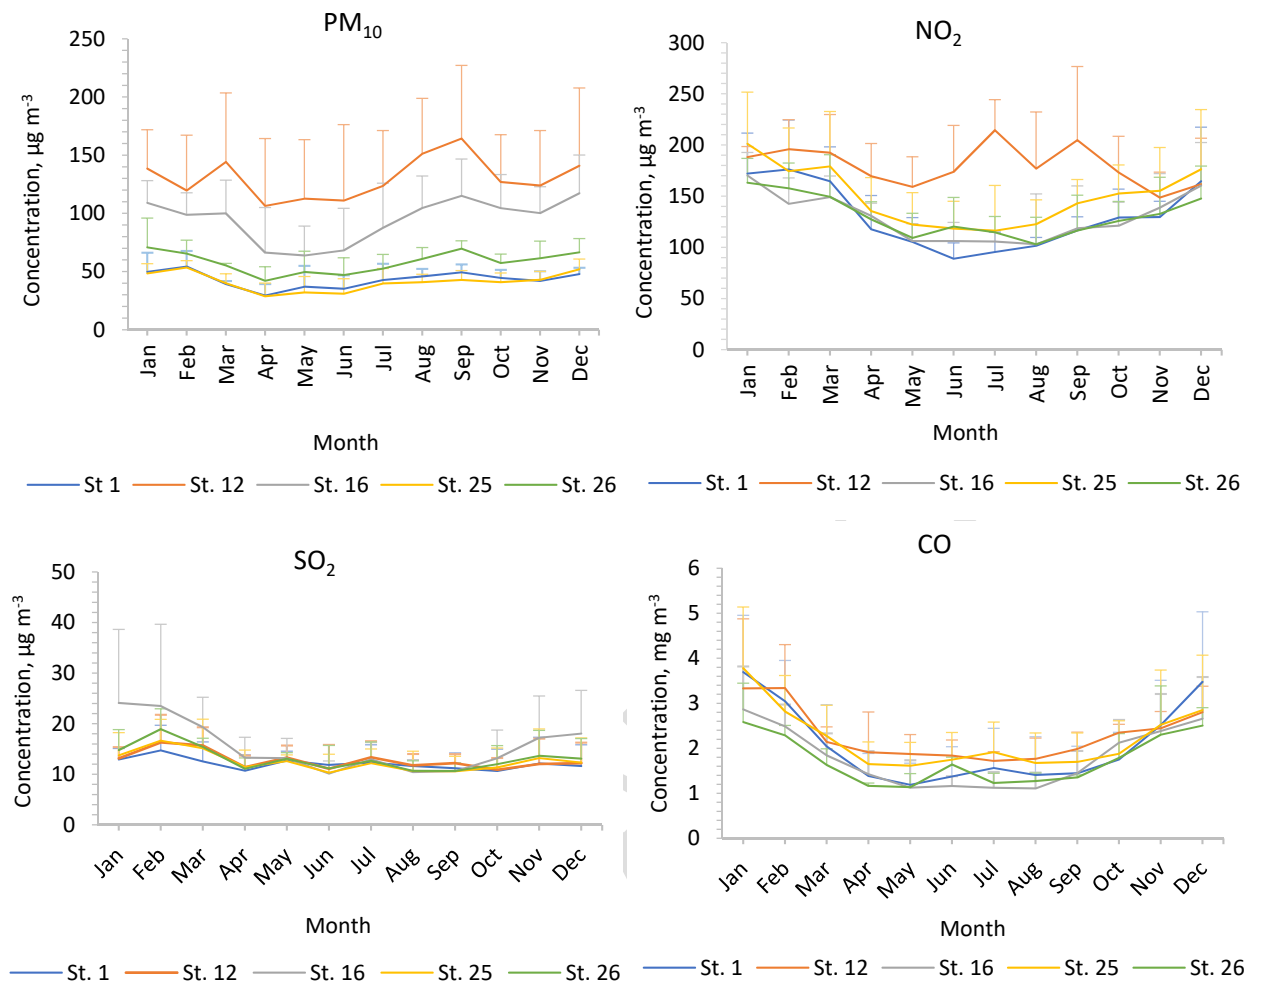 PM10
250
200
150
100
50
0
Concentration, µg m-3
Jan Feb Mar Apr May Jun Jul Aug Sep Oct Nov Dec
Month
St 1 St. 12 St. 16 St. 25 St. 26
NO2
300
250
200
150
100
50
0
Concentration, µg m-3
Jan Feb Mar Apr May Jun Jul Aug Sep Oct Nov Dec
Month
St. 1 St. 12 St. 16 St. 25 St. 26
SO2
50
40
30
20
10
0
Concentration, µg m-3
Jan Feb Mar Apr May Jun Jul Aug Sep Oct Nov Dec
Month
St. 1 St. 12 St. 16 St. 25 St. 26
CO
6
5
4
3
2
1
0
Concentration, mg m-3
Jan Feb Mar Apr May Jun Jul Aug Sep Oct Nov Dec
Month
St. 1 St. 12 St. 16 St. 25 St. 26